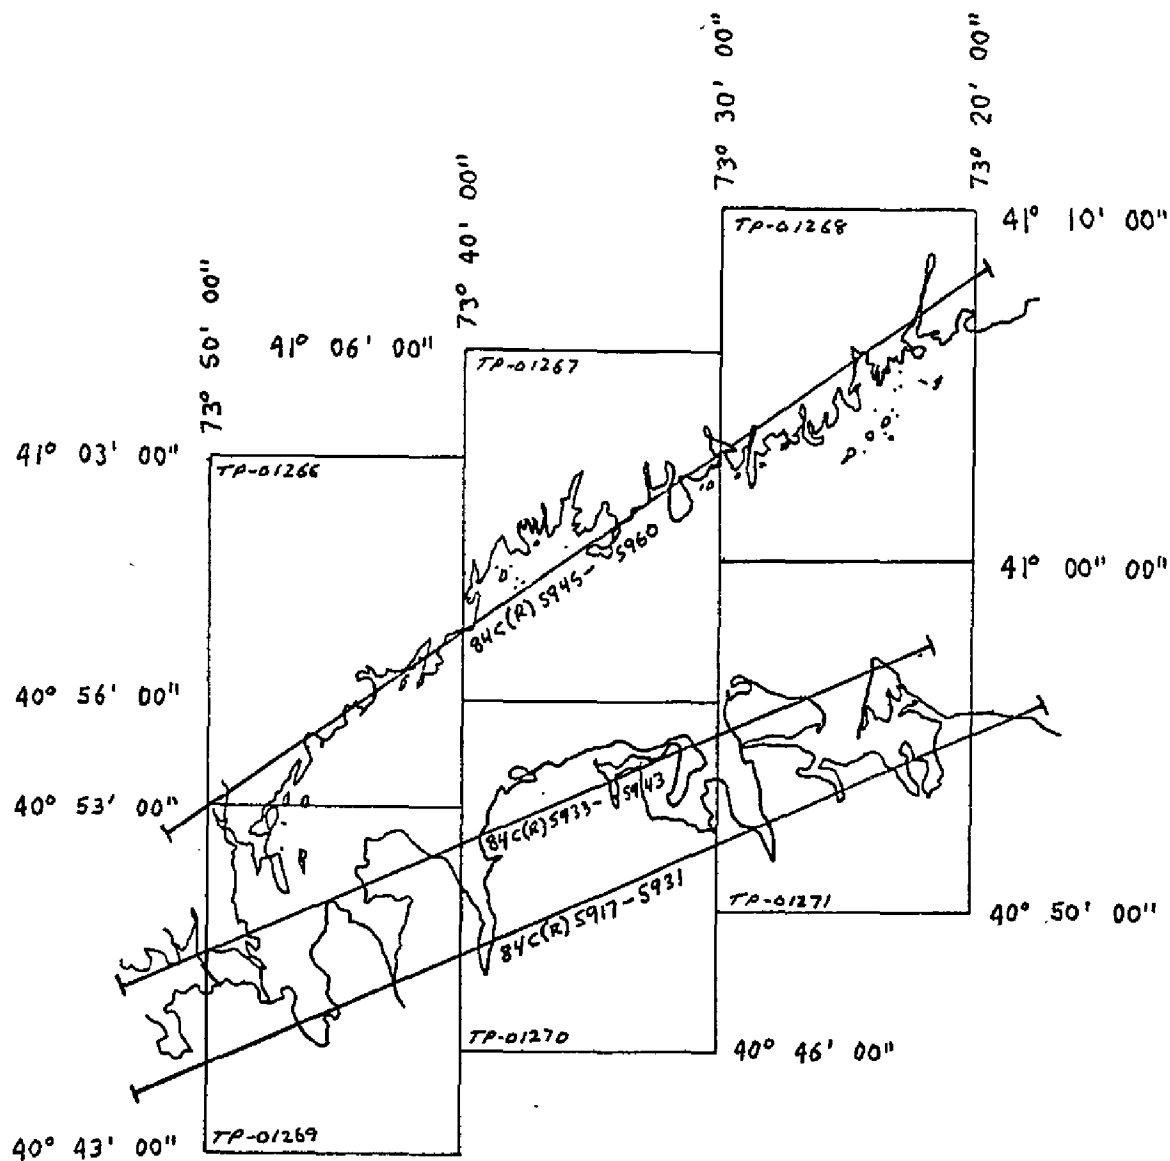 73° 50' 00"
73° 40' 00"
73° 30' 00"
73° 20' 00"
TP-01268
41° 10' 00"
41° 06' 00"
TP-01267
41° 03' 00"
TP-01266
84C(R) 5945-5960
41° 00' 00"
40° 56' 00"
40° 53' 00"
84C(R) 5933-5943
84C(R) 5917-5931
TP-01271
40° 50' 00"
TP-01270
40° 46' 00"
TP-01269
40° 43' 00"